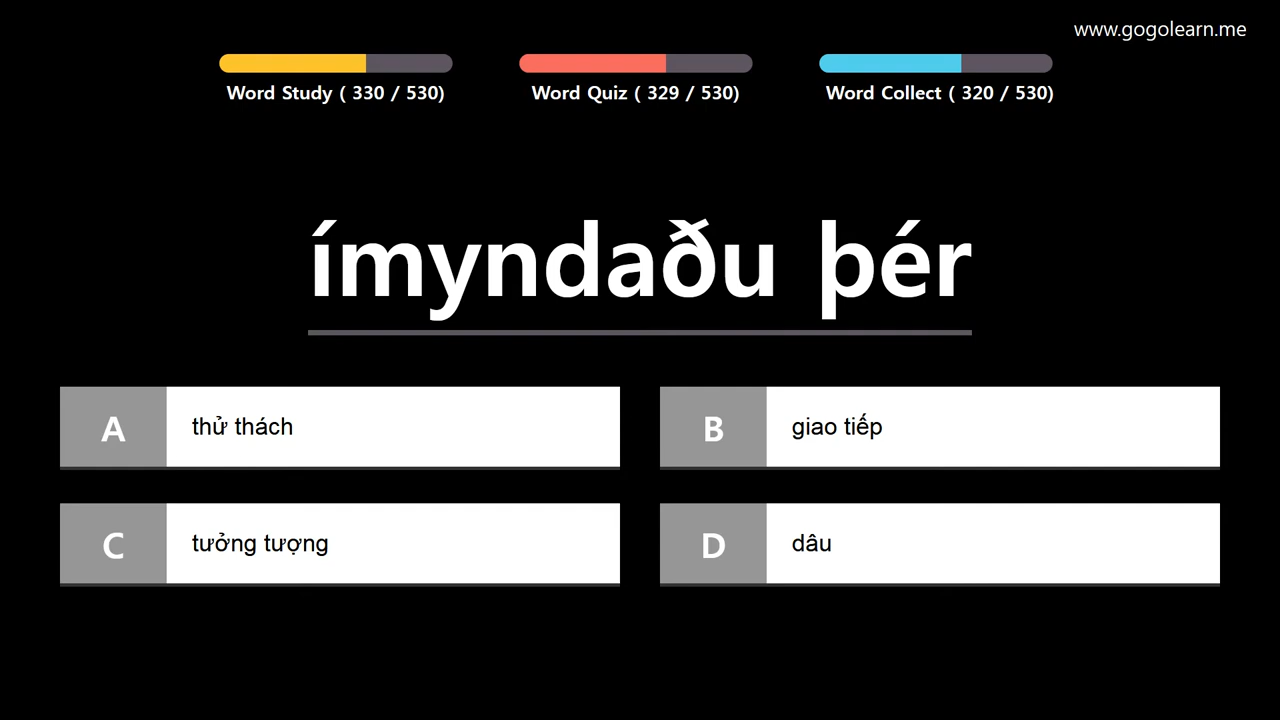 www.gogolearn.me
Word Study ( 330 / 530)
Word Quiz ( 329 / 530)
Word Collect ( 320 / 530)
ímyndaðu þér
A
thử thách
B
giao tiếp
C
tưởng tượng
D
dâu